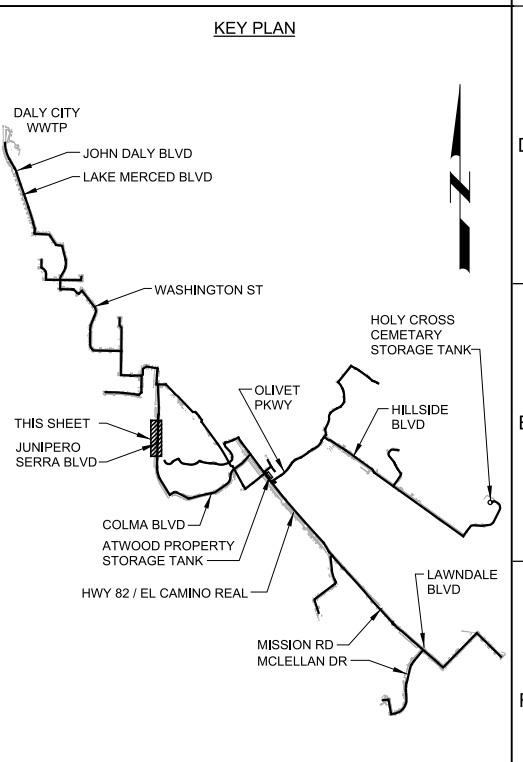 KEY PLAN
DALY CITY
WWTP
JOHN DALY BLVD
LAKE MERCED BLVD
WASHINGTON ST
HOLY CROSS
CEMETARY
STORAGE TANK
OLIVET
PKWY
HILLSIDE
BLVD
THIS SHEET
JUNIPERO
SERRA BLVD
COLMA BLVD
ATWOOD PROPERTY
STORAGE TANK
HWY 82 / EL CAMINO REAL
LAWNDALE
BLVD
MISSION RD
MCLELLAN DR
N
D
E
F